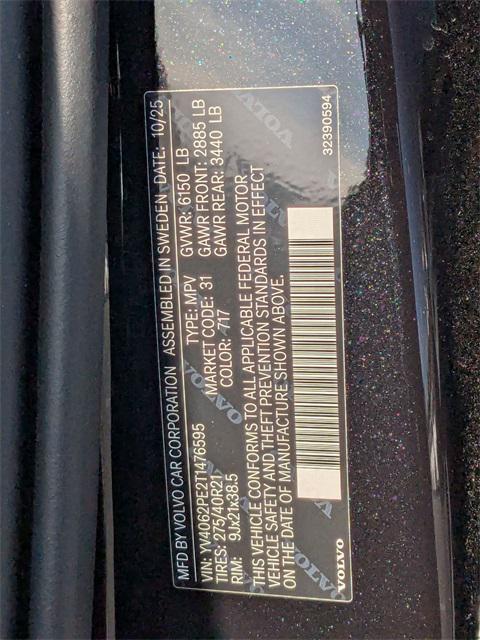 MFD BY VOLVO CAR CORPORATION ASSEMBLED IN SWEDEN DATE: 10/25
VIN: YV4062PE2T1476595 TYPE: MPV GVWR: 6150 LB
TIRES: 275/40R21 MARKET CODE: 31 GAWR FRONT: 2885 LB
RIM: 9Jx21x38.5 COLOR: 717 GAWR REAR: 3440 LB
THIS VEHICLE CONFORMS TO ALL APPLICABLE FEDERAL MOTOR
VEHICLE SAFETY AND THEFT PREVENTION STANDARDS IN EFFECT
ON THE DATE OF MANUFACTURE SHOWN ABOVE.
VOLVO 32390594